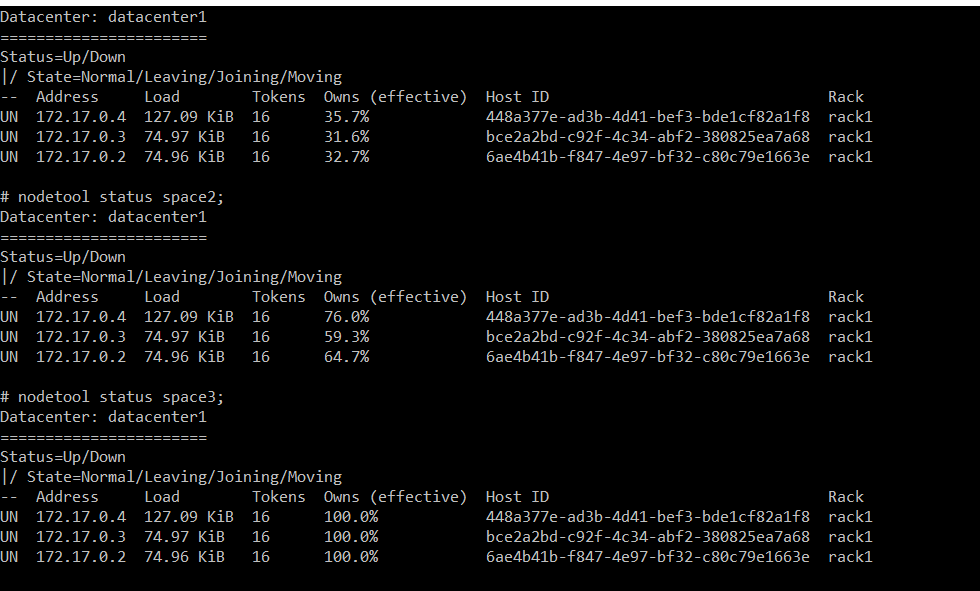 Datacenter: datacenter1
=======================
Status=Up/Down
|/ State=Normal/Leaving/Joining/Moving
--  Address     Load        Tokens  Owns (effective)  Host ID                               Rack
UN  172.17.0.4  127.09 KiB  16      35.7%             448a377e-ad3b-4d41-bef3-bde1cf82a1f8  rack1
UN  172.17.0.3  74.97 KiB   16      31.6%             bce2a2bd-c92f-4c34-abf2-380825ea7a68  rack1
UN  172.17.0.2  74.96 KiB   16      32.7%             6ae4b41b-f847-4e97-bf32-c80c79e1663e  rack1

# nodetool status space2;
Datacenter: datacenter1
=======================
Status=Up/Down
|/ State=Normal/Leaving/Joining/Moving
--  Address     Load        Tokens  Owns (effective)  Host ID                               Rack
UN  172.17.0.4  127.09 KiB  16      76.0%             448a377e-ad3b-4d41-bef3-bde1cf82a1f8  rack1
UN  172.17.0.3  74.97 KiB   16      59.3%             bce2a2bd-c92f-4c34-abf2-380825ea7a68  rack1
UN  172.17.0.2  74.96 KiB   16      64.7%             6ae4b41b-f847-4e97-bf32-c80c79e1663e  rack1

# nodetool status space3;
Datacenter: datacenter1
=======================
Status=Up/Down
|/ State=Normal/Leaving/Joining/Moving
--  Address     Load        Tokens  Owns (effective)  Host ID                               Rack
UN  172.17.0.4  127.09 KiB  16      100.0%            448a377e-ad3b-4d41-bef3-bde1cf82a1f8  rack1
UN  172.17.0.3  74.97 KiB   16      100.0%            bce2a2bd-c92f-4c34-abf2-380825ea7a68  rack1
UN  172.17.0.2  74.96 KiB   16      100.0%            6ae4b41b-f847-4e97-bf32-c80c79e1663e  rack1